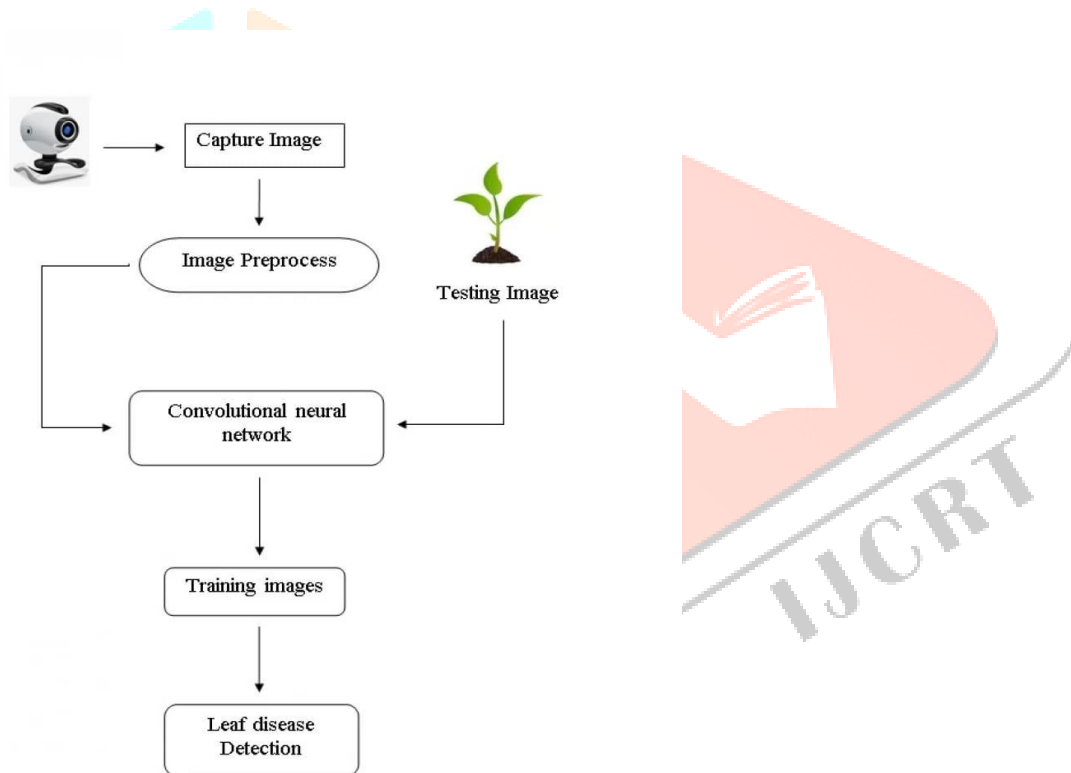 Capture Image
Image Preprocess
Testing Image
Convolutional neural
network
Training images
Leaf disease
Detection
IJCRT